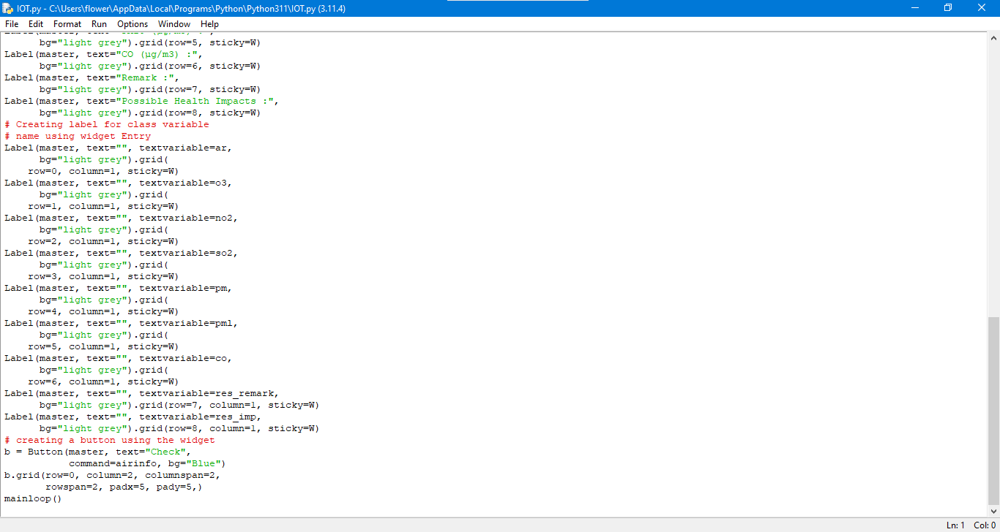 IOT.py - C:\Users\flower\AppData\Local\Programs\Python\Python311\IOT.py (3.11.4)
File Edit Format Run Options Window Help
bg="light grey").grid(row=5, sticky=W)
Label(master, text="CO (µg/m3) :",
bg="light grey").grid(row=6, sticky=W)
Label(master, text="Remark :",
bg="light grey").grid(row=7, sticky=W)
Label(master, text="Possible Health Impacts :",
bg="light grey").grid(row=8, sticky=W)
# Creating label for class variable
# name using widget Entry
Label(master, text="", textvariable=ar,
bg="light grey").grid(
row=0, column=1, sticky=W)
Label(master, text="", textvariable=o3,
bg="light grey").grid(
row=1, column=1, sticky=W)
Label(master, text="", textvariable=no2,
bg="light grey").grid(
row=2, column=1, sticky=W)
Label(master, text="", textvariable=so2,
bg="light grey").grid(
row=3, column=1, sticky=W)
Label(master, text="", textvariable=pm,
bg="light grey").grid(
row=4, column=1, sticky=W)
Label(master, text="", textvariable=pml,
bg="light grey").grid(
row=5, column=1, sticky=W)
Label(master, text="", textvariable=co,
bg="light grey").grid(
row=6, column=1, sticky=W)
Label(master, text="", textvariable=res_remark,
bg="light grey").grid(row=7, column=1, sticky=W)
Label(master, text="", textvariable=res_imp,
bg="light grey").grid(row=8, column=1, sticky=W)
# creating a button using the widget
b = Button(master, text="Check",
command=airinfo, bg="Blue")
b.grid(row=0, column=2, columnspan=2,
rowspan=2, padx=5, pady=5,)
mainloop()
Ln: 1 Col: 0